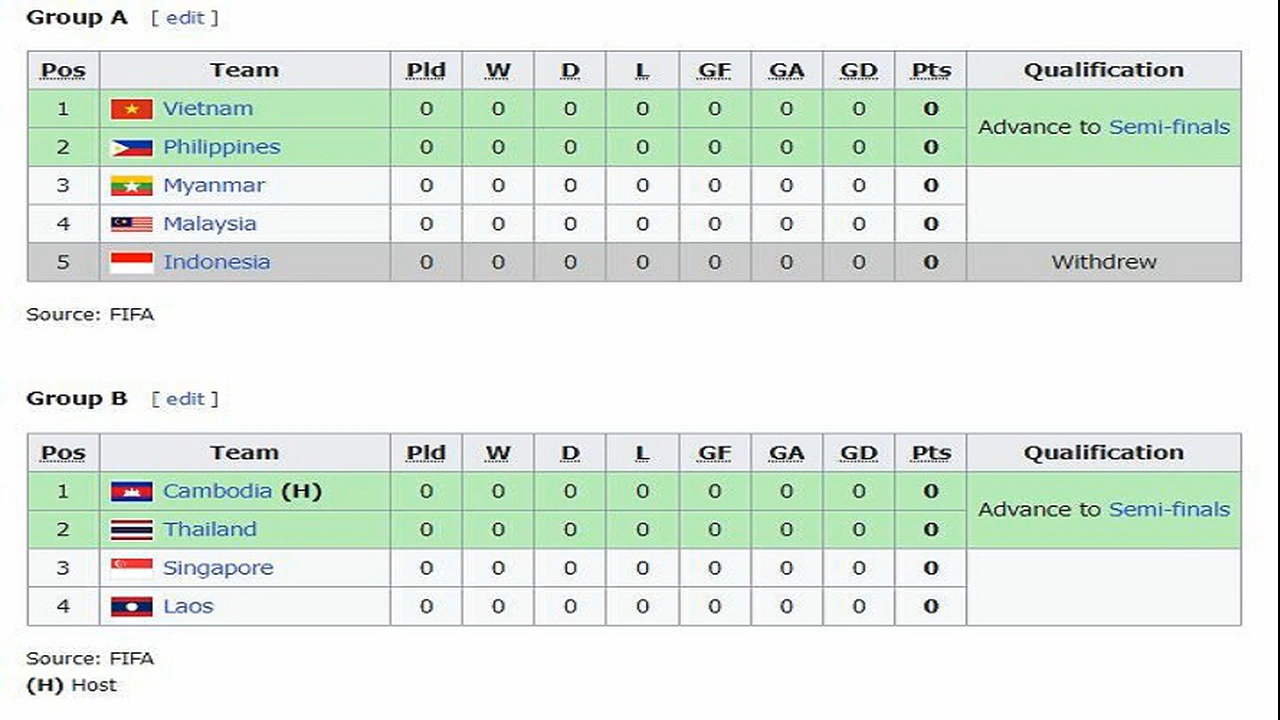 Group A [ edit ]
Pos Team Pld W D L GF GA GD Pts Qualification
1 Vietnam 0 0 0 0 0 0 0 0 Advance to Semi-finals
2 Philippines 0 0 0 0 0 0 0 0
3 Myanmar 0 0 0 0 0 0 0 0
4 Malaysia 0 0 0 0 0 0 0 0
5 Indonesia 0 0 0 0 0 0 0 0 Withdrew
Source: FIFA
Group B [ edit ]
Pos Team Pld W D L GF GA GD Pts Qualification
1 Cambodia (H) 0 0 0 0 0 0 0 0 Advance to Semi-finals
2 Thailand 0 0 0 0 0 0 0 0
3 Singapore 0 0 0 0 0 0 0 0
4 Laos 0 0 0 0 0 0 0 0
Source: FIFA
(H) Host